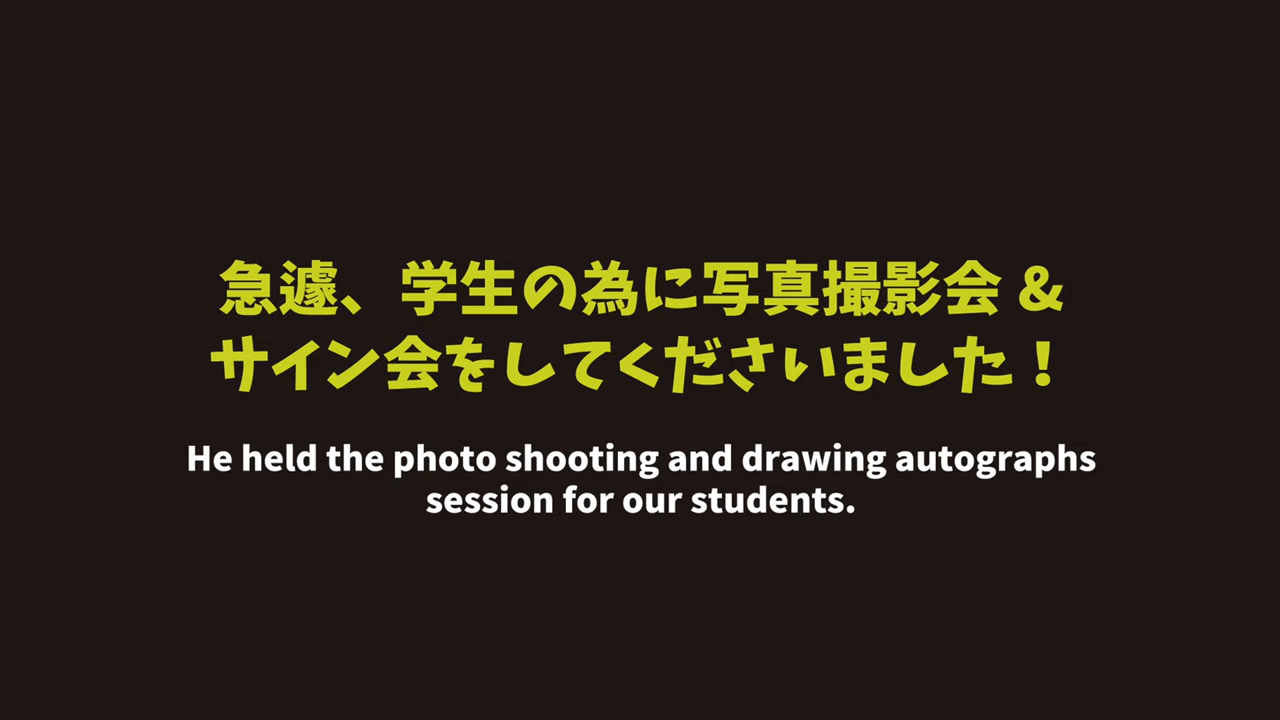 急遽、学生の為に写真撮影会 &
サイン会をしてくださいました！
He held the photo shooting and drawing autographs
session for our students.